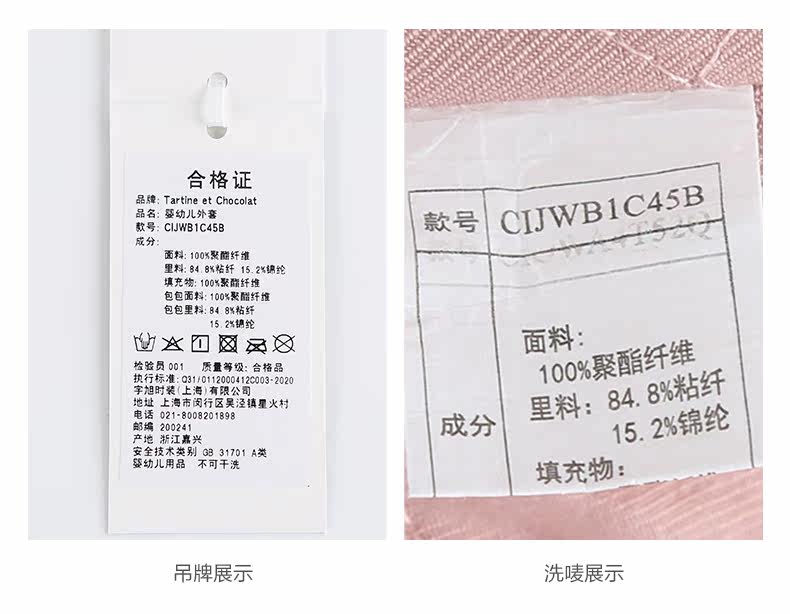 合格证
品牌: Tartine et Chocolat
品名: 婴幼儿外套
款号: CIJWB1C45B
成分:
面料: 100%聚酯纤维
里料: 84.8%粘纤 15.2%锦纶
填充物: 100%聚酯纤维
包包面料: 100%聚酯纤维
包包里料: 84.8%粘纤
15.2%锦纶
检验员 001 质量等级: 合格品
执行标准: Q31/0112000412C003-2020
字旭时装(上海)有限公司
地址 上海市闵行区吴泾镇星火村
电话 021-8008201898
邮编 200241
产地 浙江嘉兴
安全技术类别 GB 31701 A类
婴幼儿用品 不可干洗
款号 CIJWB1C45B
成分
面料:
100%聚酯纤维
里料: 84.8%粘纤
15.2%锦纶
填充物:
吊牌展示
洗唛展示